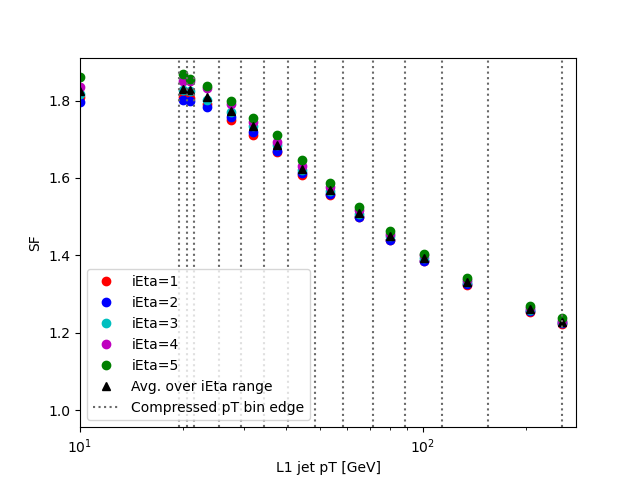 SF
1.8
1.6
1.4
1.2
1.0
iEta=1
iEta=2
iEta=3
iEta=4
iEta=5
Avg. over iEta range
Compressed pT bin edge
10¹
10²
L1 jet pT [GeV]